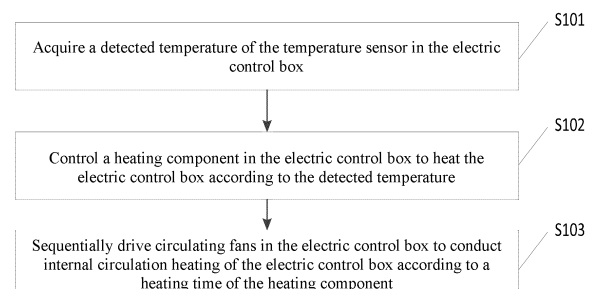 S101
Acquire a detected temperature of the temperature sensor in the electric
control box
S102
Control a heating component in the electric control box to heat the
electric control box according to the detected temperature
S103
Sequentially drive circulating fans in the electric control box to conduct
internal circulation heating of the electric control box according to a
heating time of the heating component